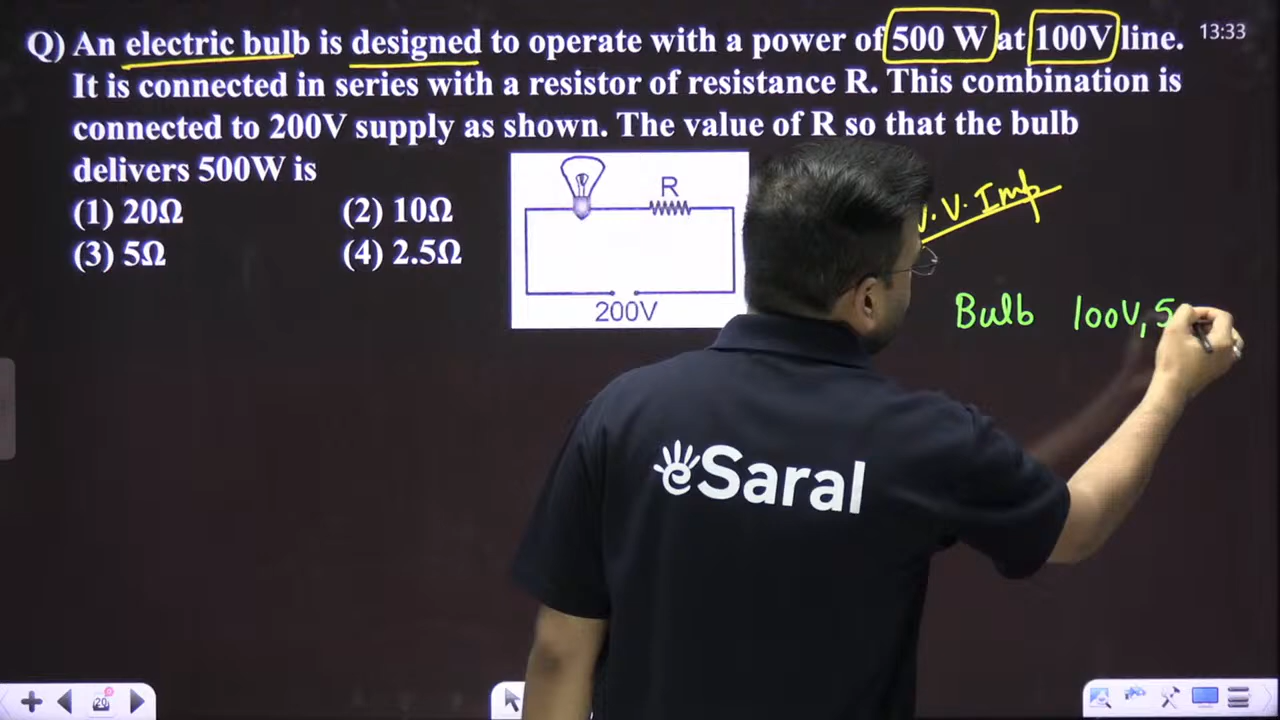 Q) An electric bulb is designed to operate with a power of 500 W at 100V line.
13:33
It is connected in series with a resistor of resistance R. This combination is
connected to 200V supply as shown. The value of R so that the bulb
delivers 500W is
(1) 20Ω (2) 10Ω
(3) 5Ω (4) 2.5Ω
R
200V
V. Imp
Bulb 100V, 5
eSaral
20